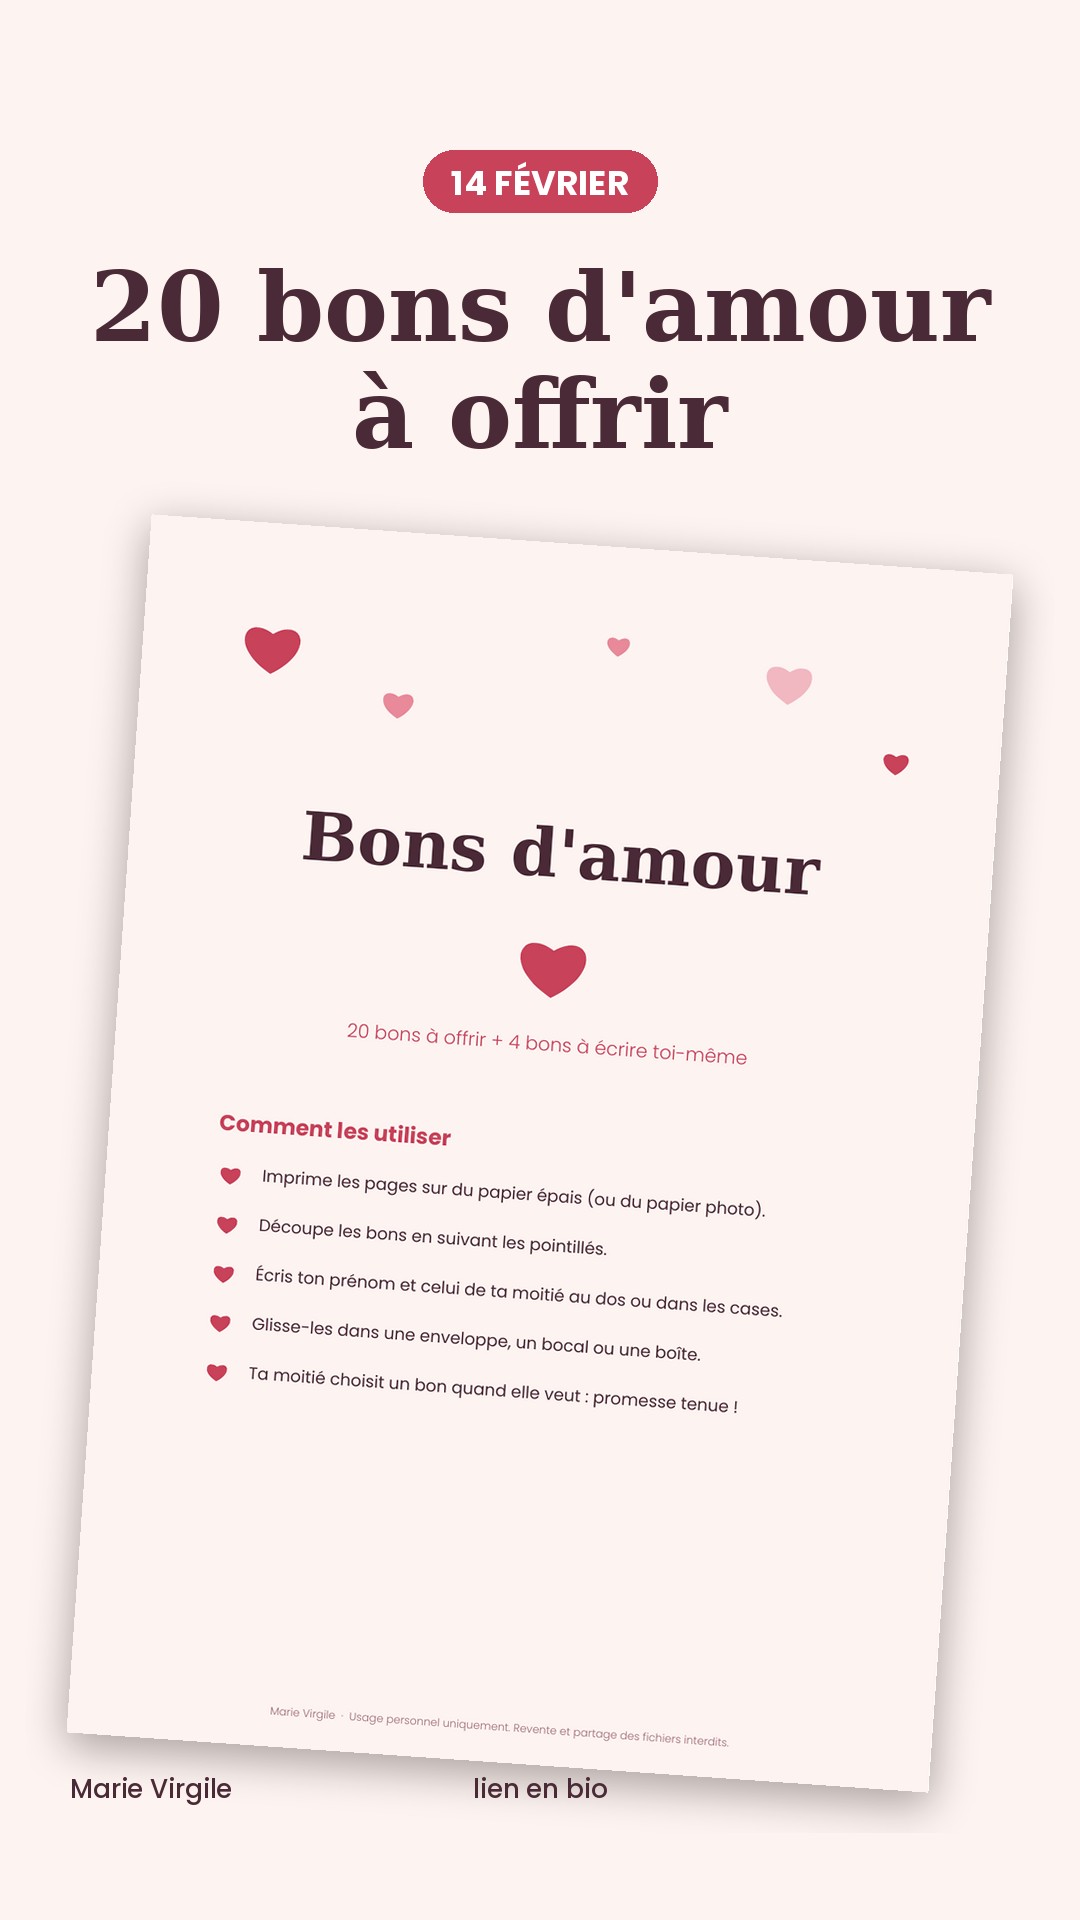 14 FÉVRIER
20 bons d'amour
à offrir
Bons d'amour
20 bons à offrir + 4 bons à écrire toi-même
Comment les utiliser
Imprime les pages sur du papier épais (ou du papier photo).
Découpe les bons en suivant les pointillés.
Écris ton prénom et celui de ta moitié au dos ou dans les cases.
Glisse-les dans une enveloppe, un bocal ou une boîte.
Ta moitié choisit un bon quand elle veut : promesse tenue !
Marie Virgile · Usage personnel uniquement. Revente et partage des fichiers interdits.
Marie Virgile
lien en bio